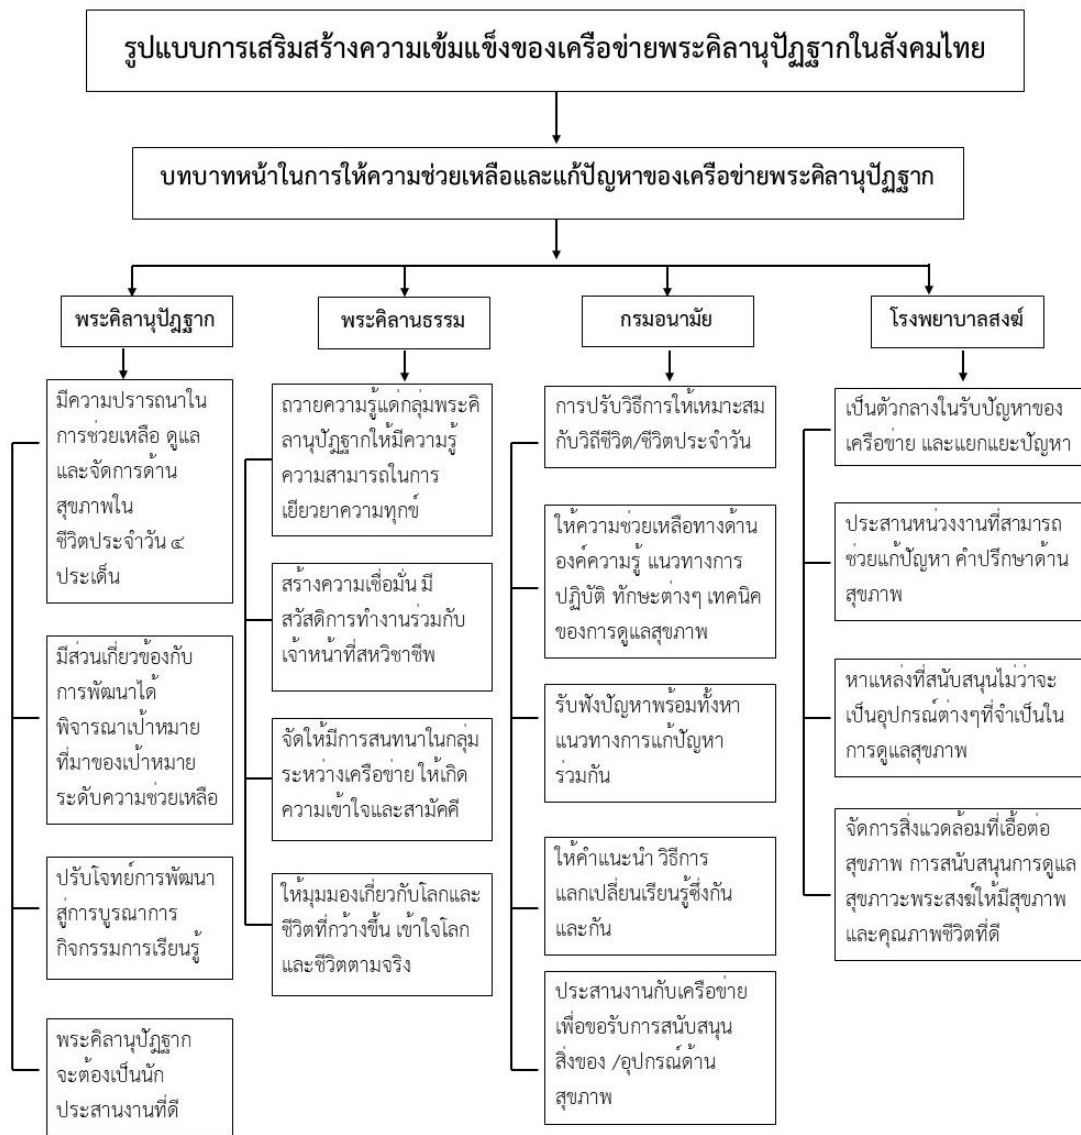 รูปแบบการเสริมสร้างความเข้มแข็งของเครือข่ายพระคิลานุปัฏฐากในสังคมไทย
บทบาทหน้าในการให้ความช่วยเหลือและแก้ปัญหาของเครือข่ายพระคิลานุปัฏฐาก
พระคิลานุปัฏฐาก
มีความปรารถนาใน
การช่วยเหลือ ดูแล
และจัดการด้าน
สุขภาพใน
ชีวิตประจำวัน ๔
ประเด็น
มีส่วนเกี่ยวข้องกับ
การพัฒนาได้
พิจารณาเป้าหมาย
ที่มาของเป้าหมาย
ระดับความช่วยเหลือ
ปรับโจทย์การพัฒนา
สู่การบูรณาการ
กิจกรรมการเรียนรู้
พระคิลานุปัฏฐาก
จะต้องเป็นนัก
ประสานงานที่ดี
พระคิลานธรรม
ถวายความรู้แด่กลุ่มพระคิ
ลานุปัฏฐากให้มีความรู้
ความสามารถในการ
เยียวยาความทุกข์
สร้างความเชื่อมั่น มี
สวัสดิการทำงานร่วมกับ
เจ้าหน้าที่สหวิชาชีพ
จัดให้มีการสนทนาในกลุ่ม
ระหว่างเครือข่าย ให้เกิด
ความเข้าใจและสามัคคี
ให้มุมมองเกี่ยวกับโลกและ
ชีวิตที่กว้างขึ้น เข้าใจโลก
และชีวิตตามจริง
กรมอนามัย
การปรับวิธีการให้เหมาะสม
กับวิถีชีวิต/ชีวิตประจำวัน
ให้ความช่วยเหลือทางด้าน
องค์ความรู้ แนวทางการ
ปฏิบัติ ทักษะต่างๆ เทคนิค
ของการดูแลสุขภาพ
รับฟังปัญหาพร้อมทั้งหา
แนวทางการแก้ปัญหา
ร่วมกัน
ให้คำแนะนำ วิธีการ
แลกเปลี่ยนเรียนรู้ซึ่งกัน
และกัน
ประสานงานกับเครือข่าย
เพื่อขอรับการสนับสนุน
สิ่งของ /อุปกรณ์ด้าน
สุขภาพ
โรงพยาบาลสงฆ์
เป็นตัวกลางในรับปัญหาของ
เครือข่าย และแยกแยะปัญหา
ประสานหน่วงงานที่สามารถ
ช่วยแก้ปัญหา คำปรึกษาด้าน
สุขภาพ
หาแหล่งที่สนับสนุนไม่ว่าจะ
เป็นอุปกรณ์ต่างๆที่จำเป็นใน
การดูแลสุขภาพ
จัดการสิ่งแวดล้อมที่เอื้อต่อ
สุขภาพ การสนับสนุนการดูแล
สุขภาวะพระสงฆ์ให้มีสุขภาพ
และคุณภาพชีวิตที่ดี